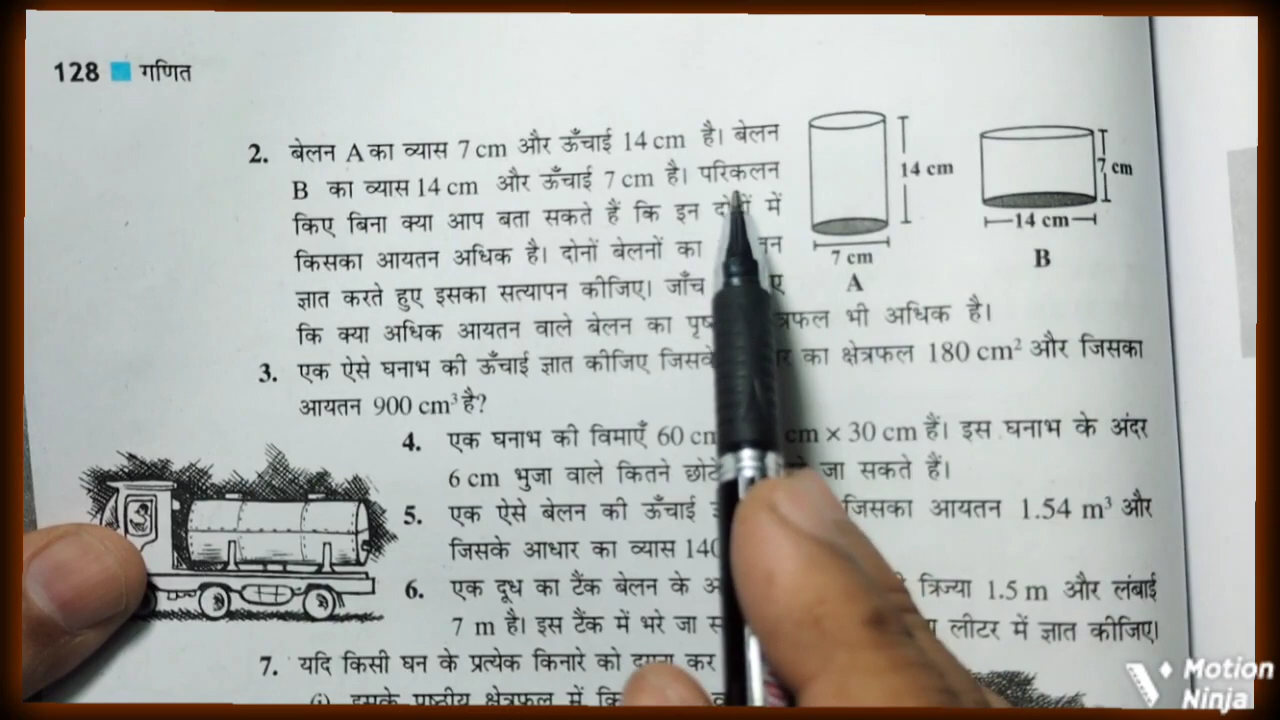 128 गणित
2. बेलन A का व्यास 7 cm और ऊँचाई 14 cm है। बेलन
B का व्यास 14 cm और ऊँचाई 7 cm है। परिकलन
किए बिना क्या आप बता सकते हैं कि इन में
किसका आयतन अधिक है। दोनों बेलनों का
ज्ञात करते हुए इसका सत्यापन कीजिए। जाँच
कि क्या अधिक आयतन वाले बेलन का भी अधिक है।
14 cm
7 cm
A
7 cm
14 cm
B
3. एक ऐसे घनाभ की ऊँचाई ज्ञात कीजिए का क्षेत्रफल 180 cm² और जिसका
आयतन 900 cm³ है?
4. एक घनाभ की विमाएँ 60 cm × 30 cm हैं। इस घनाभ के अंदर
6 cm भुजा वाले कितने छोटे जा सकते हैं।
5. एक ऐसे बेलन की ऊँचाई जिसका आयतन 1.54 m³ और
जिसके आधार का व्यास 140
6. एक दूध का टैंक बेलन के त्रिज्या 1.5 m और लंबाई
7 m है। इस टैंक में भरे जा लीटर में ज्ञात कीजिए।
7. यदि किसी घन के प्रत्येक किनारे को दुगुना कर
(i) इसके पृष्ठीय क्षेत्रफल में
Motion
Ninja